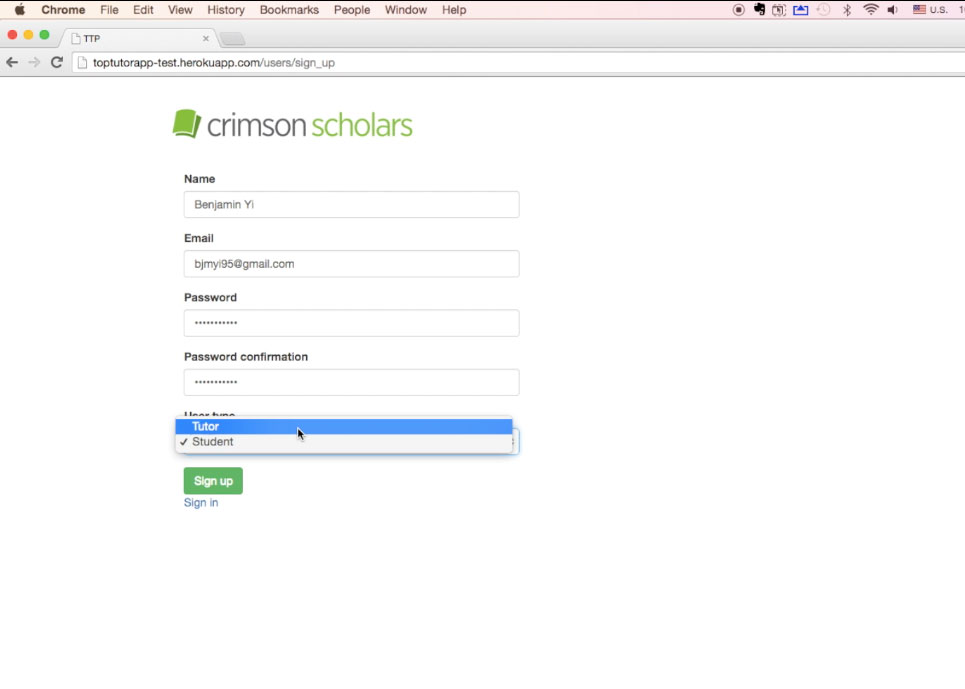 Chrome File Edit View History Bookmarks People Window Help U.S.
TTP
toptutorapp-test.herokuapp.com/users/sign_up
crimson scholars
Name
Benjamin Yi
Email
bjmyi95@gmail.com
Password
•••••••••••
Password confirmation
•••••••••••
User type
Tutor
✓ Student
Sign up
Sign in